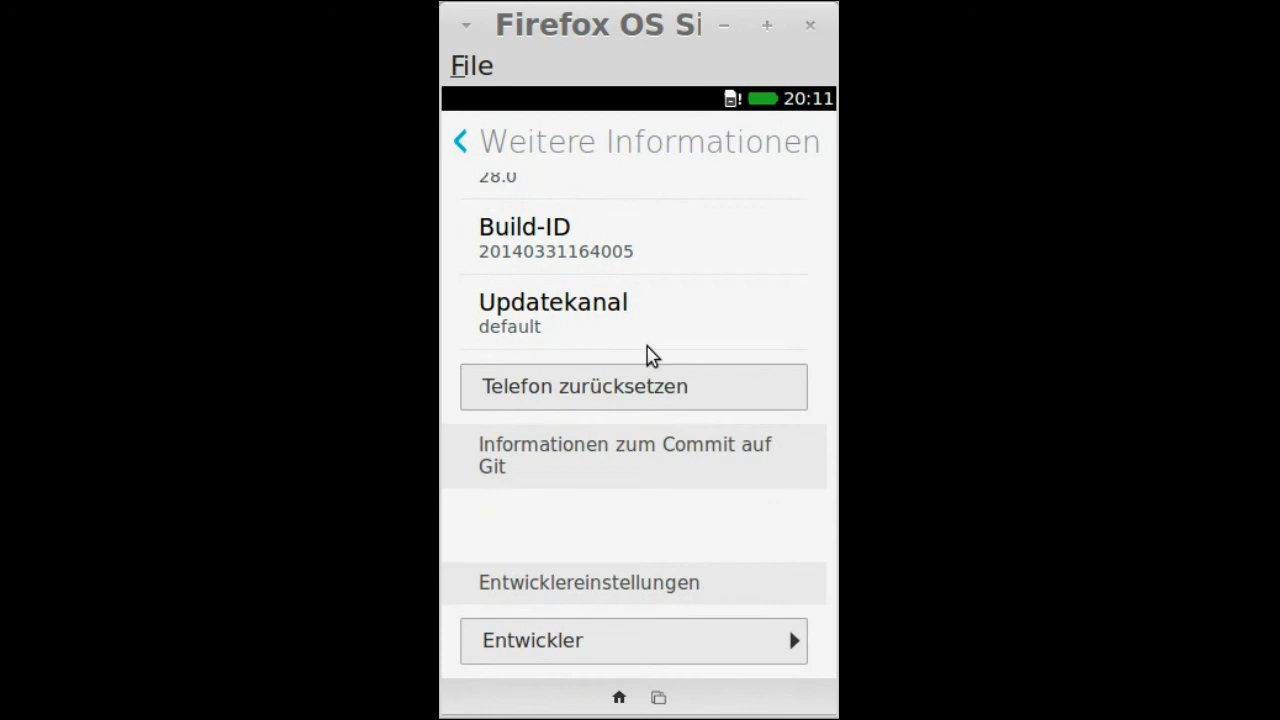 Firefox OS Si
File
20:11
Weitere Informationen
28.0
Build-ID
20140331164005
Updatekanal
default
Telefon zurücksetzen
Informationen zum Commit auf
Git
Entwicklereinstellungen
Entwickler